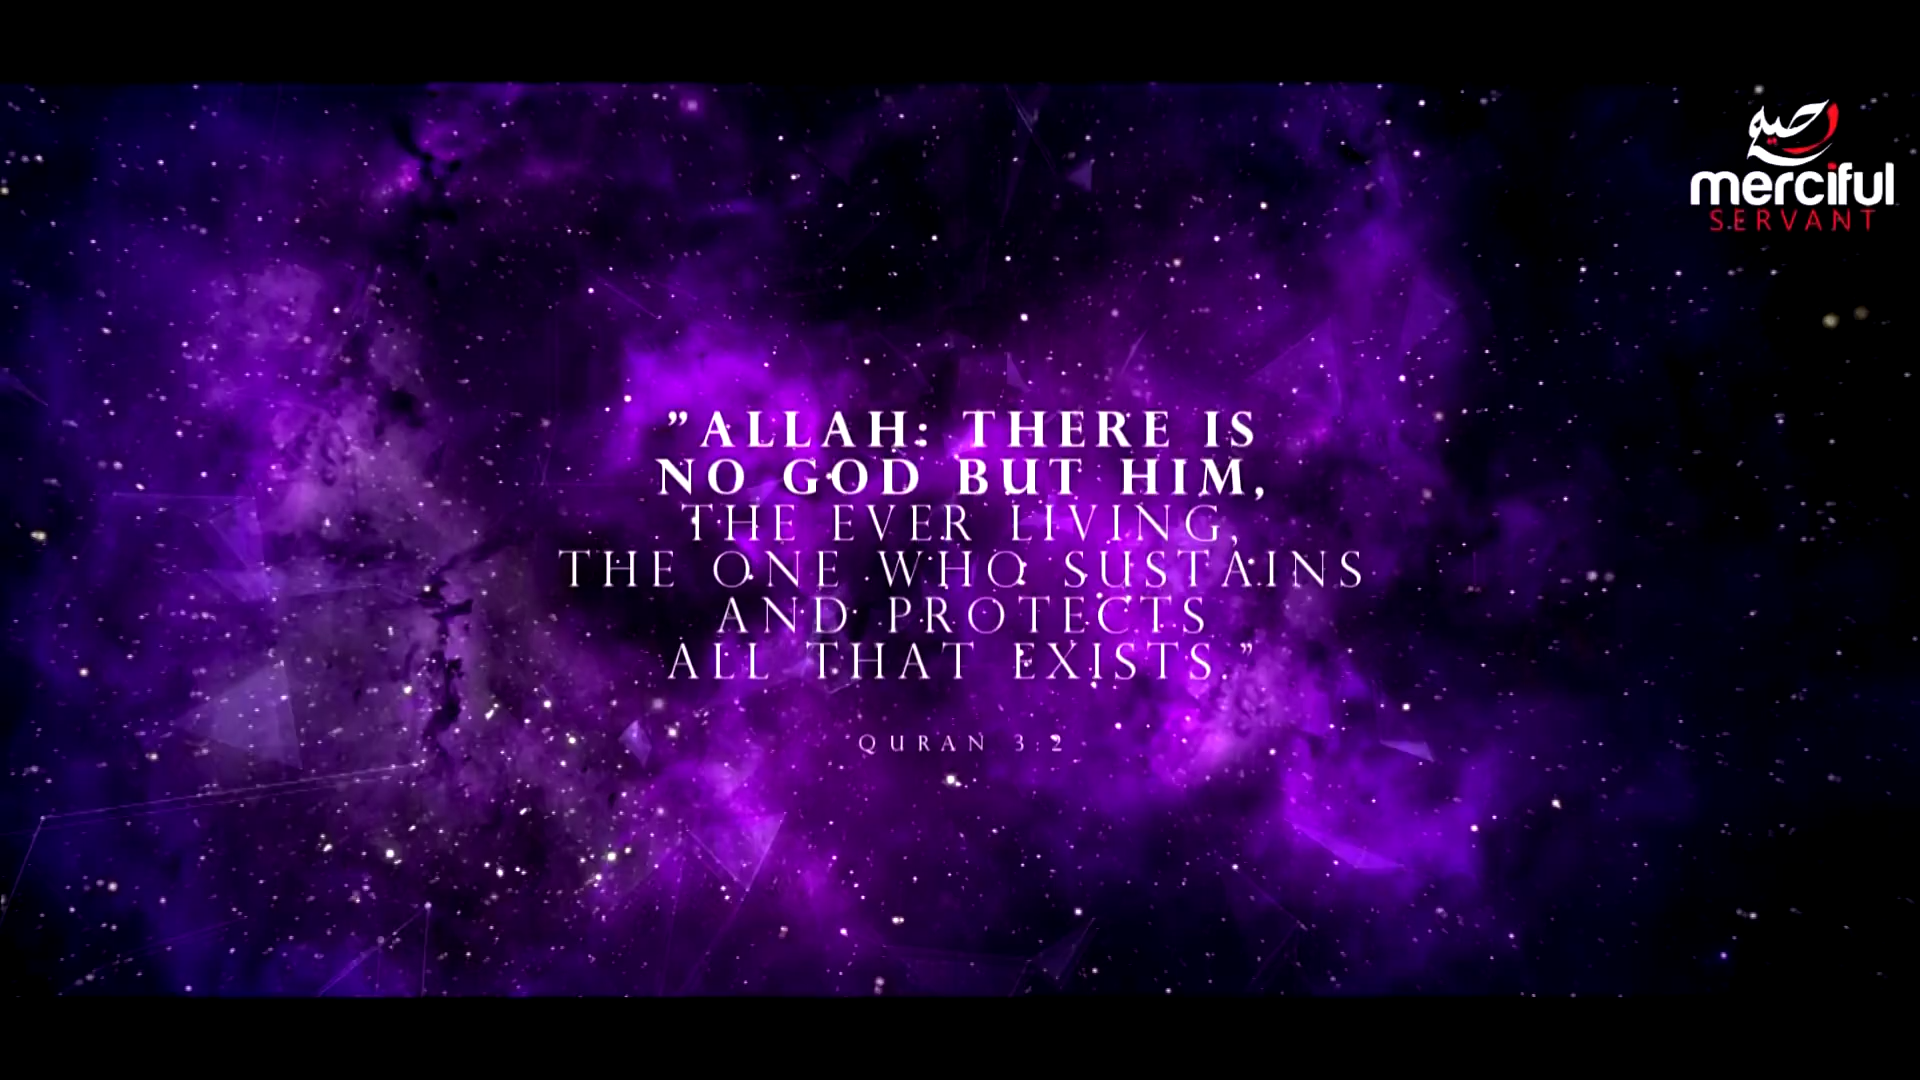 رحيم
merciful
SERVANT
"ALLAH: THERE IS
NO GOD BUT HIM,
THE EVER LIVING,
THE ONE WHO SUSTAINS
AND PROTECTS
ALL THAT EXISTS."
QURAN 3:2